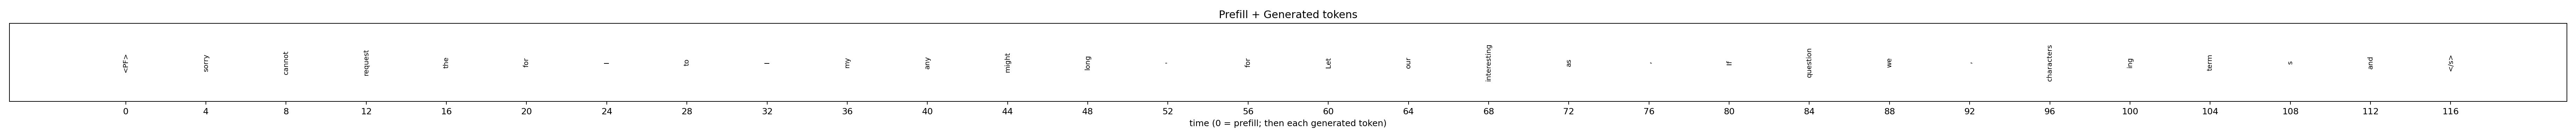 Prefill + Generated tokens
<PF> sorry cannot request the for I to I my any might long . for Let our interesting as . If question we . characters ing term s and </s>
0 4 8 12 16 20 24 28 32 36 40 44 48 52 56 60 64 68 72 76 80 84 88 92 96 100 104 108 112 116
time (0 = prefill; then each generated token)